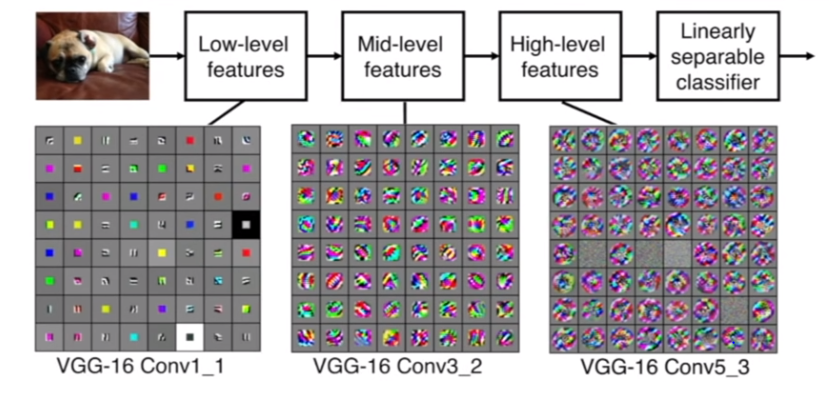 Low-level
features
Mid-level
features
High-level
features
Linearly
separable
classifier
VGG-16 Conv1_1
VGG-16 Conv3_2
VGG-16 Conv5_3